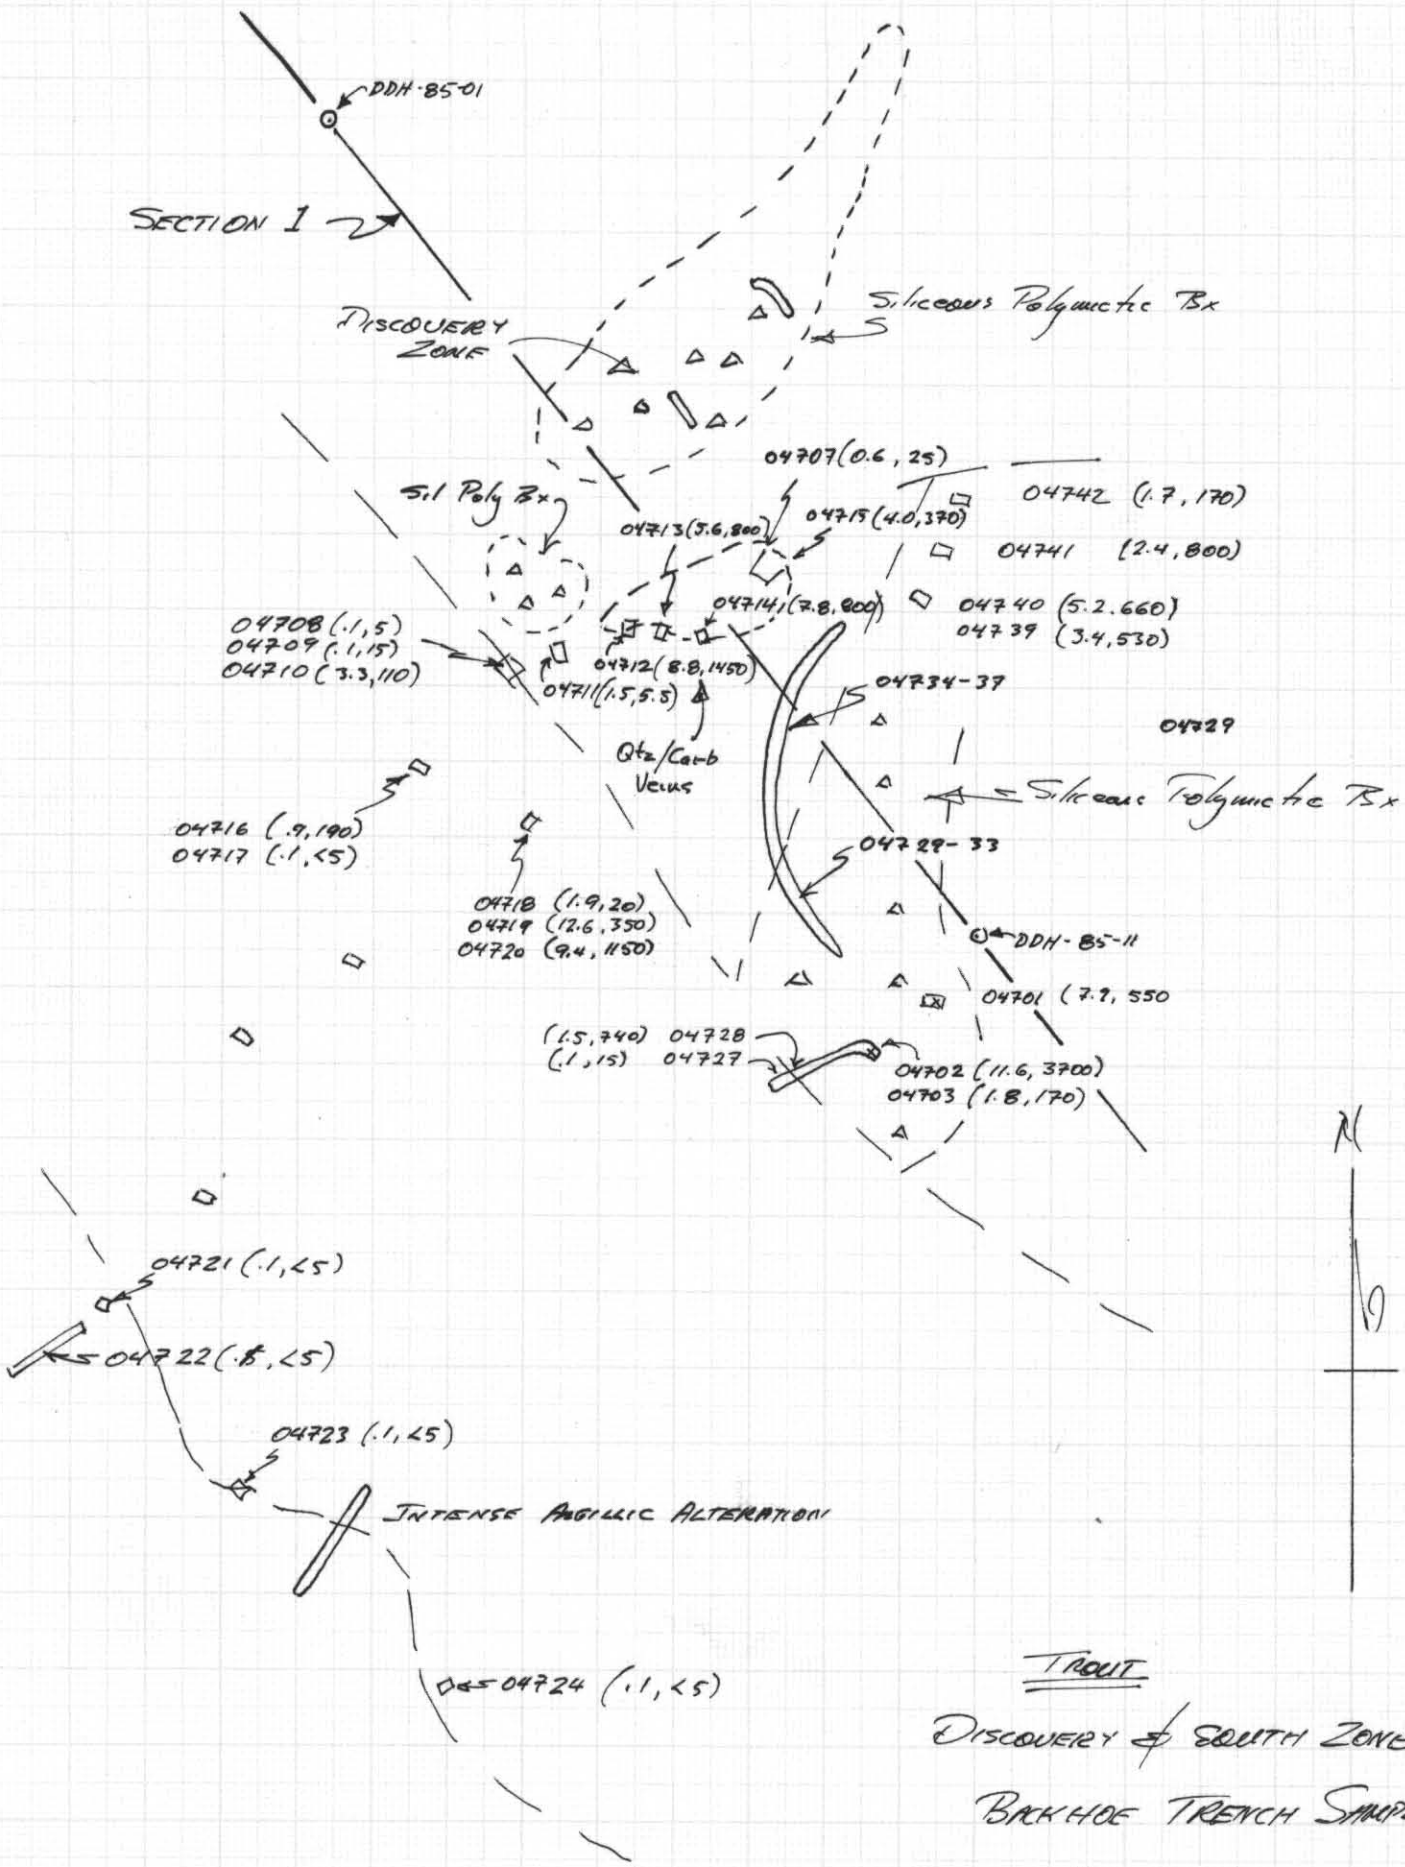 DDH-85-01
SECTION 1
DISCOVERY
ZONE
Siliceous Polymictic Bx
04707 (0.6, 25)
04742 (1.7, 170)
Sil Poly Bx
04713 (5.6, 800)
04715 (4.0, 370)
04741 (2.4, 800)
04714, (7.8, 800)
04740 (5.2. 660)
04739 (3.4, 530)
04708 (.1, 5)
04709 (.1, 15)
04710 (3.3, 110)
04712 (8.8, 1450)
04711 (1.5, 5.5)
04734-37
04729
Qtz/Carb
Veins
Siliceous Polymictic Bx
04716 (.9, 190)
04717 (.1, <5)
04729-33
04718 (1.9, 20)
04719 (12.6, 350)
04720 (9.4, 1150)
DDH-85-11
04701 (7.9, 550
(1.5, 740) 04728
(.1, 15) 04727
04702 (11.6, 3700)
04703 (1.8, 170)
N
04721 (.1, <5)
04722 (.5, <5)
04723 (.1, <5)
INTENSE ARGILLIC ALTERATION
04724 (.1, <5)
TROUT
DISCOVERY & SOUTH ZONE
BACKHOE TRENCH SAMP